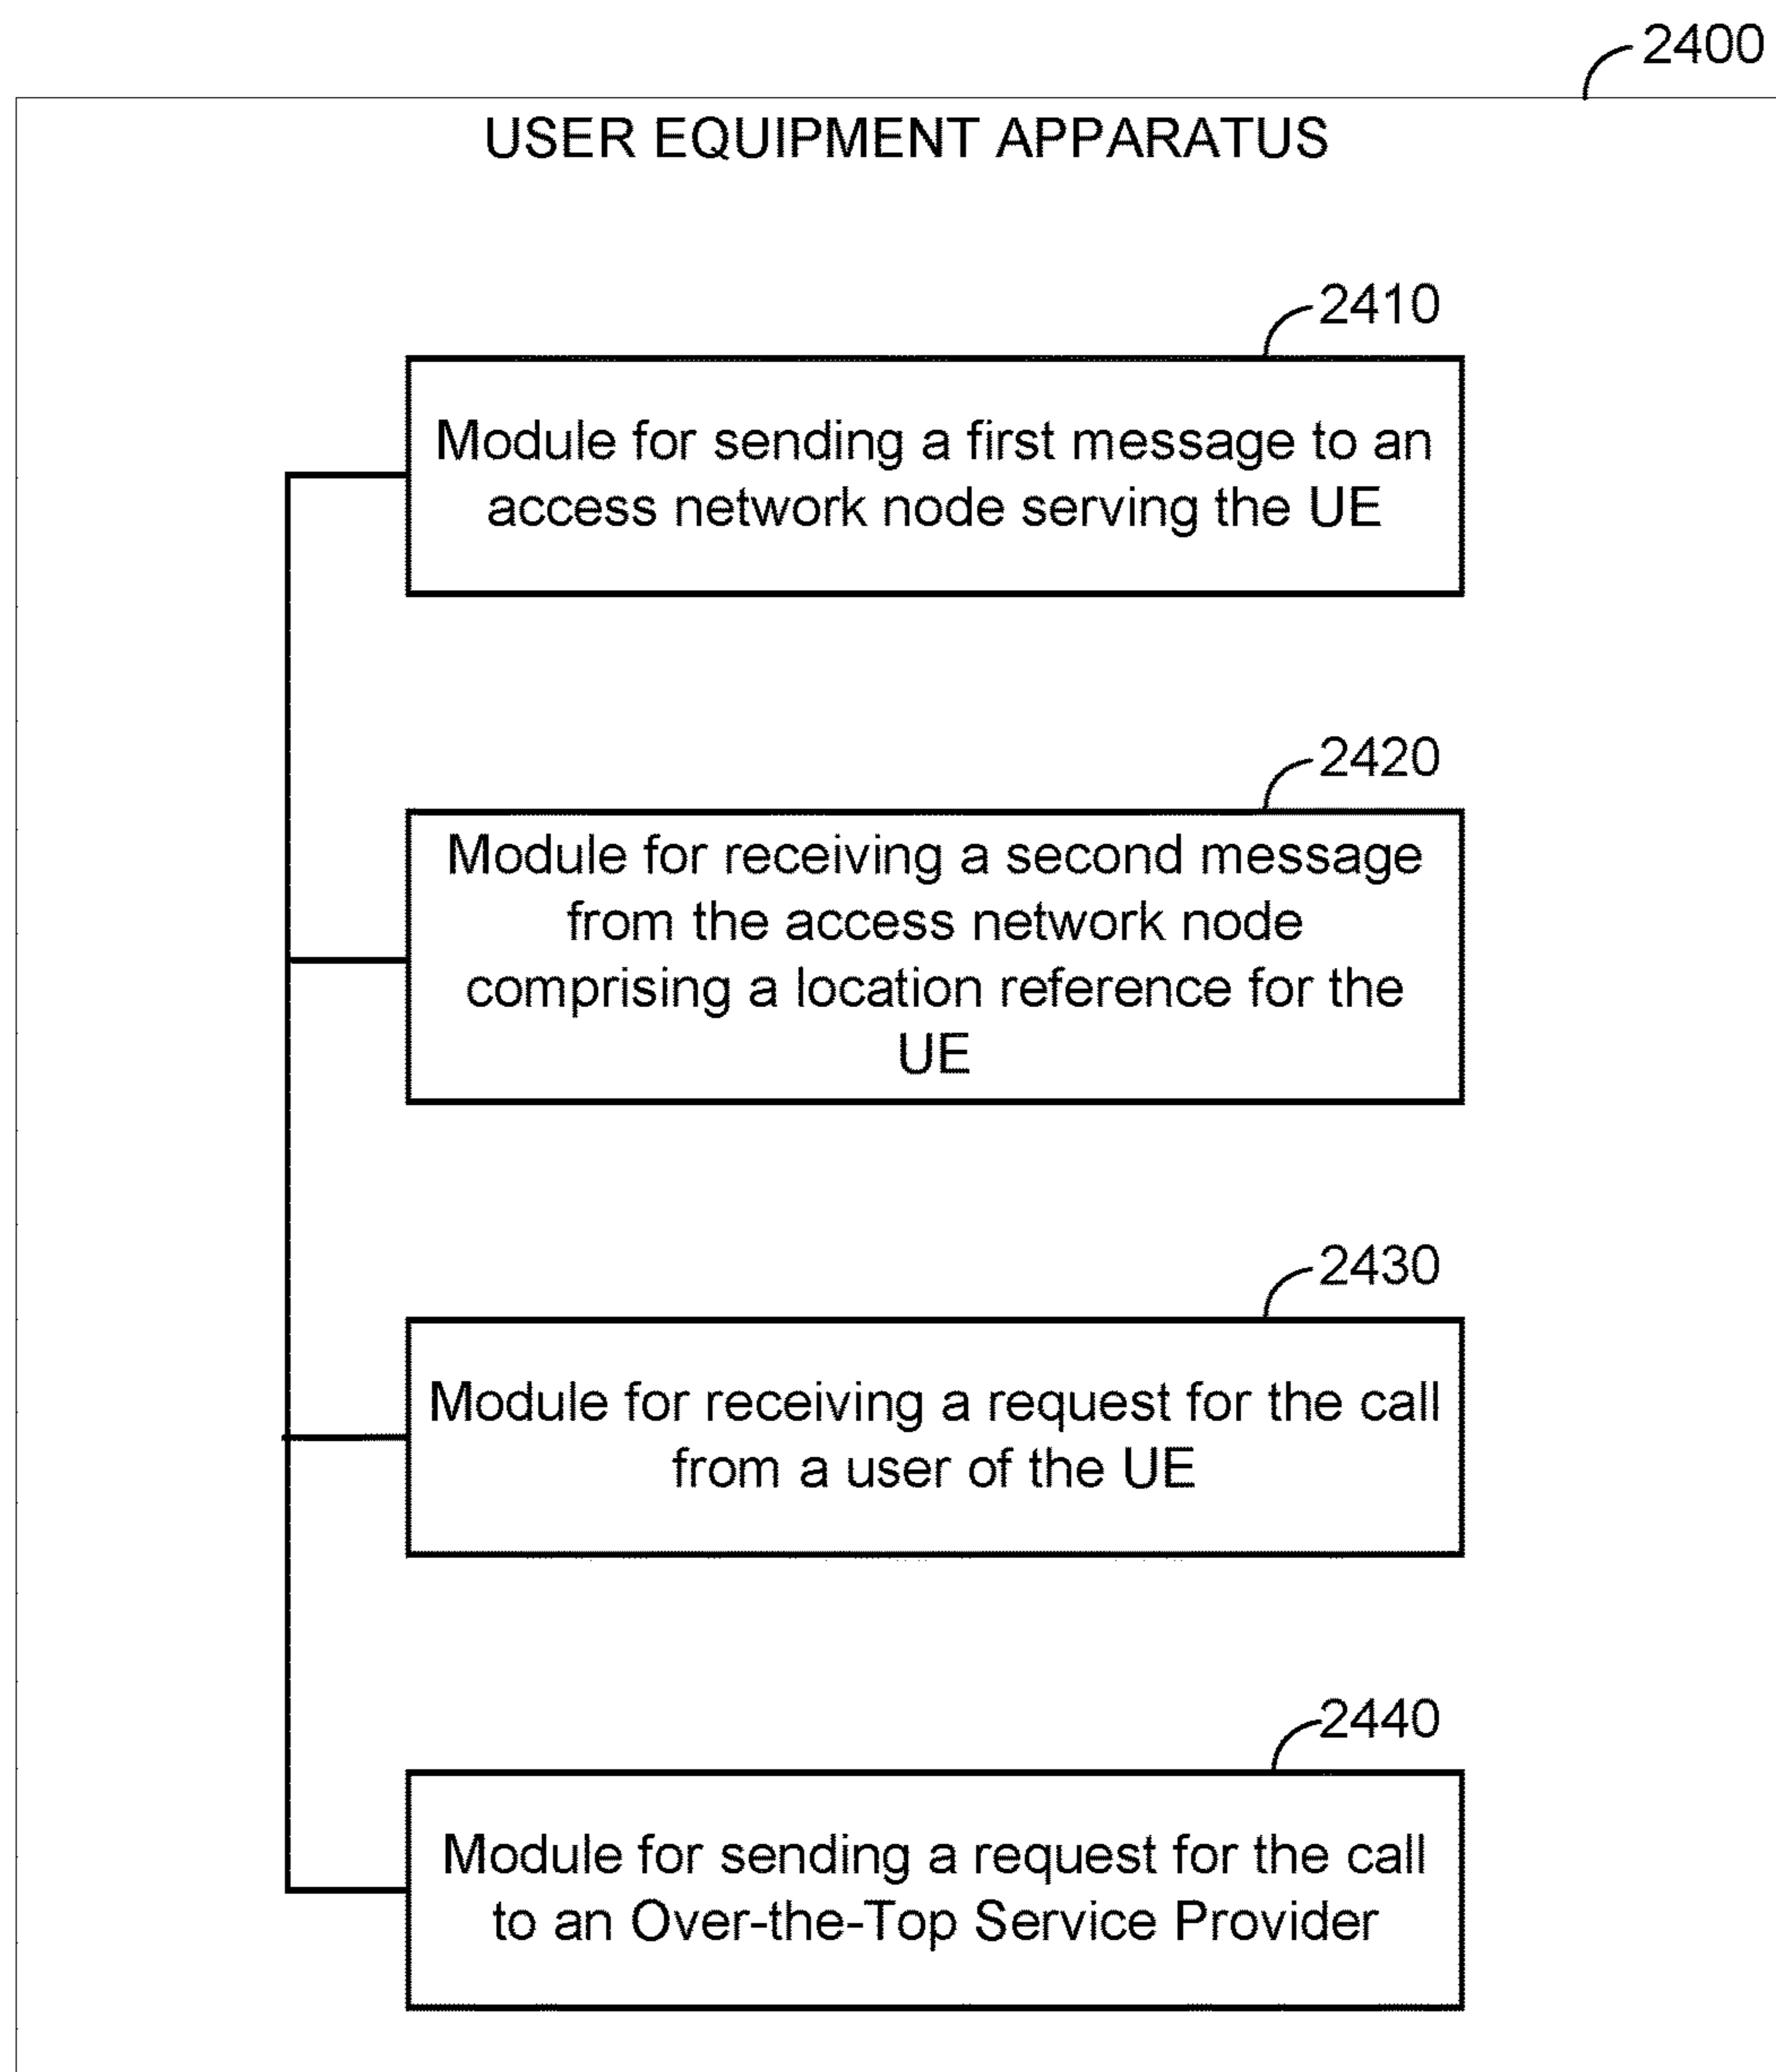 2400
USER EQUIPMENT APPARATUS
2410
Module for sending a first message to an
access network node serving the UE
2420
Module for receiving a second message
from the access network node
comprising a location reference for the
UE
2430
Module for receiving a request for the call
from a user of the UE
2440
Module for sending a request for the call
to an Over-the-Top Service Provider